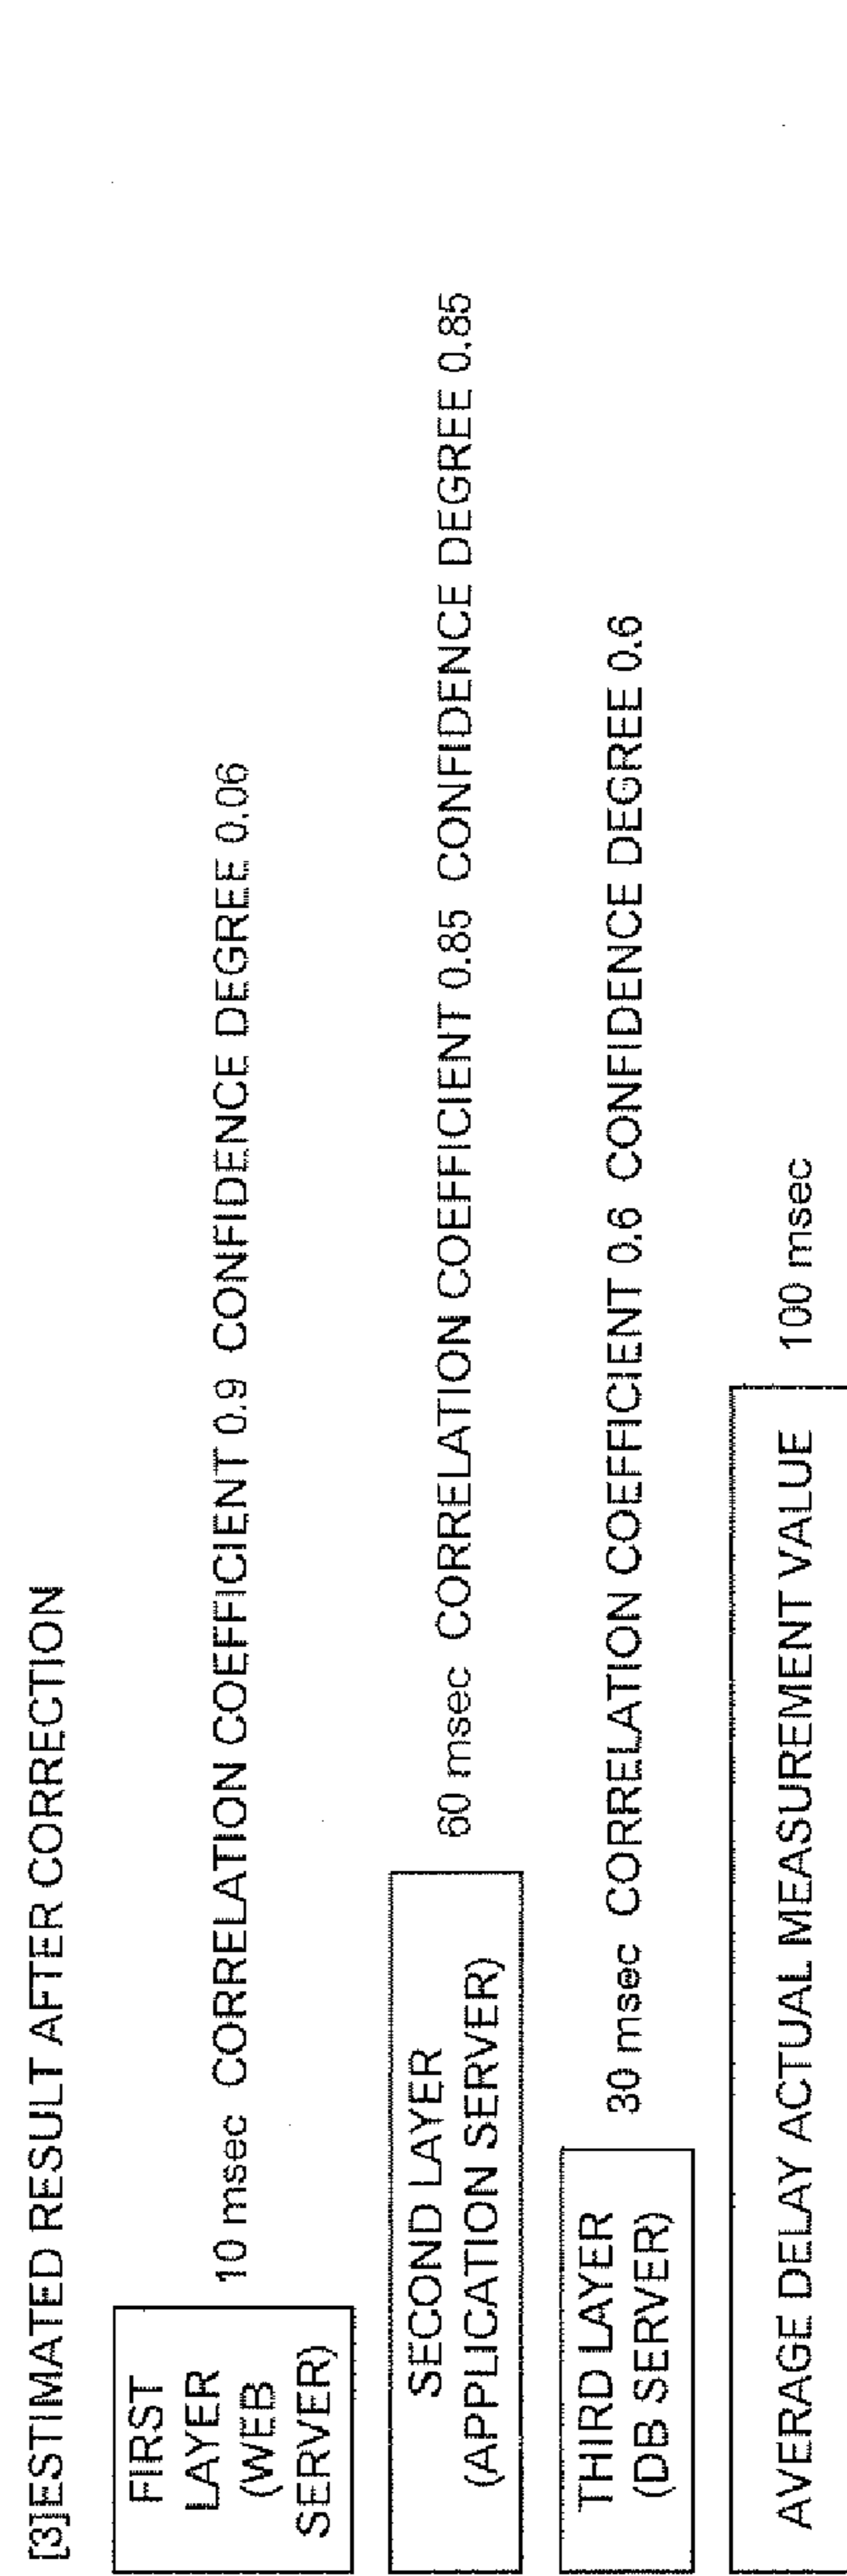 [3]ESTIMATED RESULT AFTER CORRECTION
FIRST
LAYER
(WEB
SERVER)
10 msec CORRELATION COEFFICIENT 0.9 CONFIDENCE DEGREE 0.06
SECOND LAYER
(APPLICATION SERVER)
60 msec CORRELATION COEFFICIENT 0.85 CONFIDENCE DEGREE 0.85
THIRD LAYER
(DB SERVER)
30 msec CORRELATION COEFFICIENT 0.6 CONFIDENCE DEGREE 0.6
AVERAGE DELAY ACTUAL MEASUREMENT VALUE
100 msec